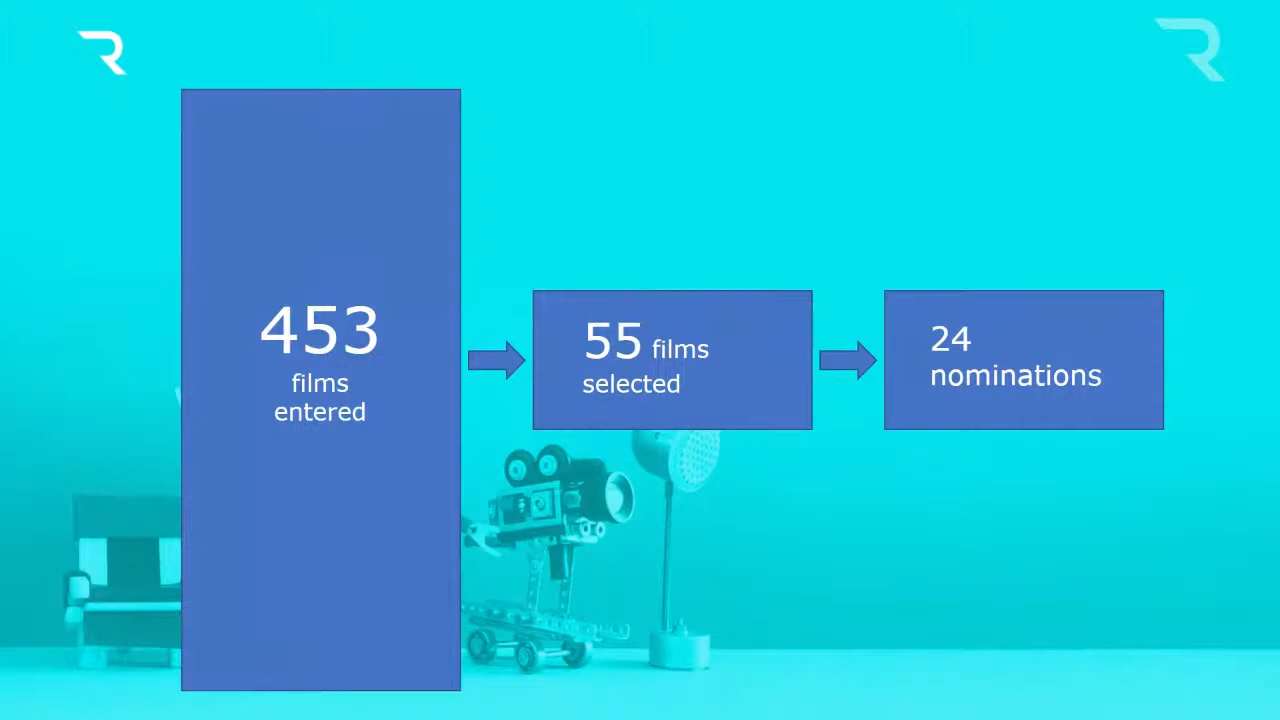 453
films
entered
55 films
selected
24
nominations